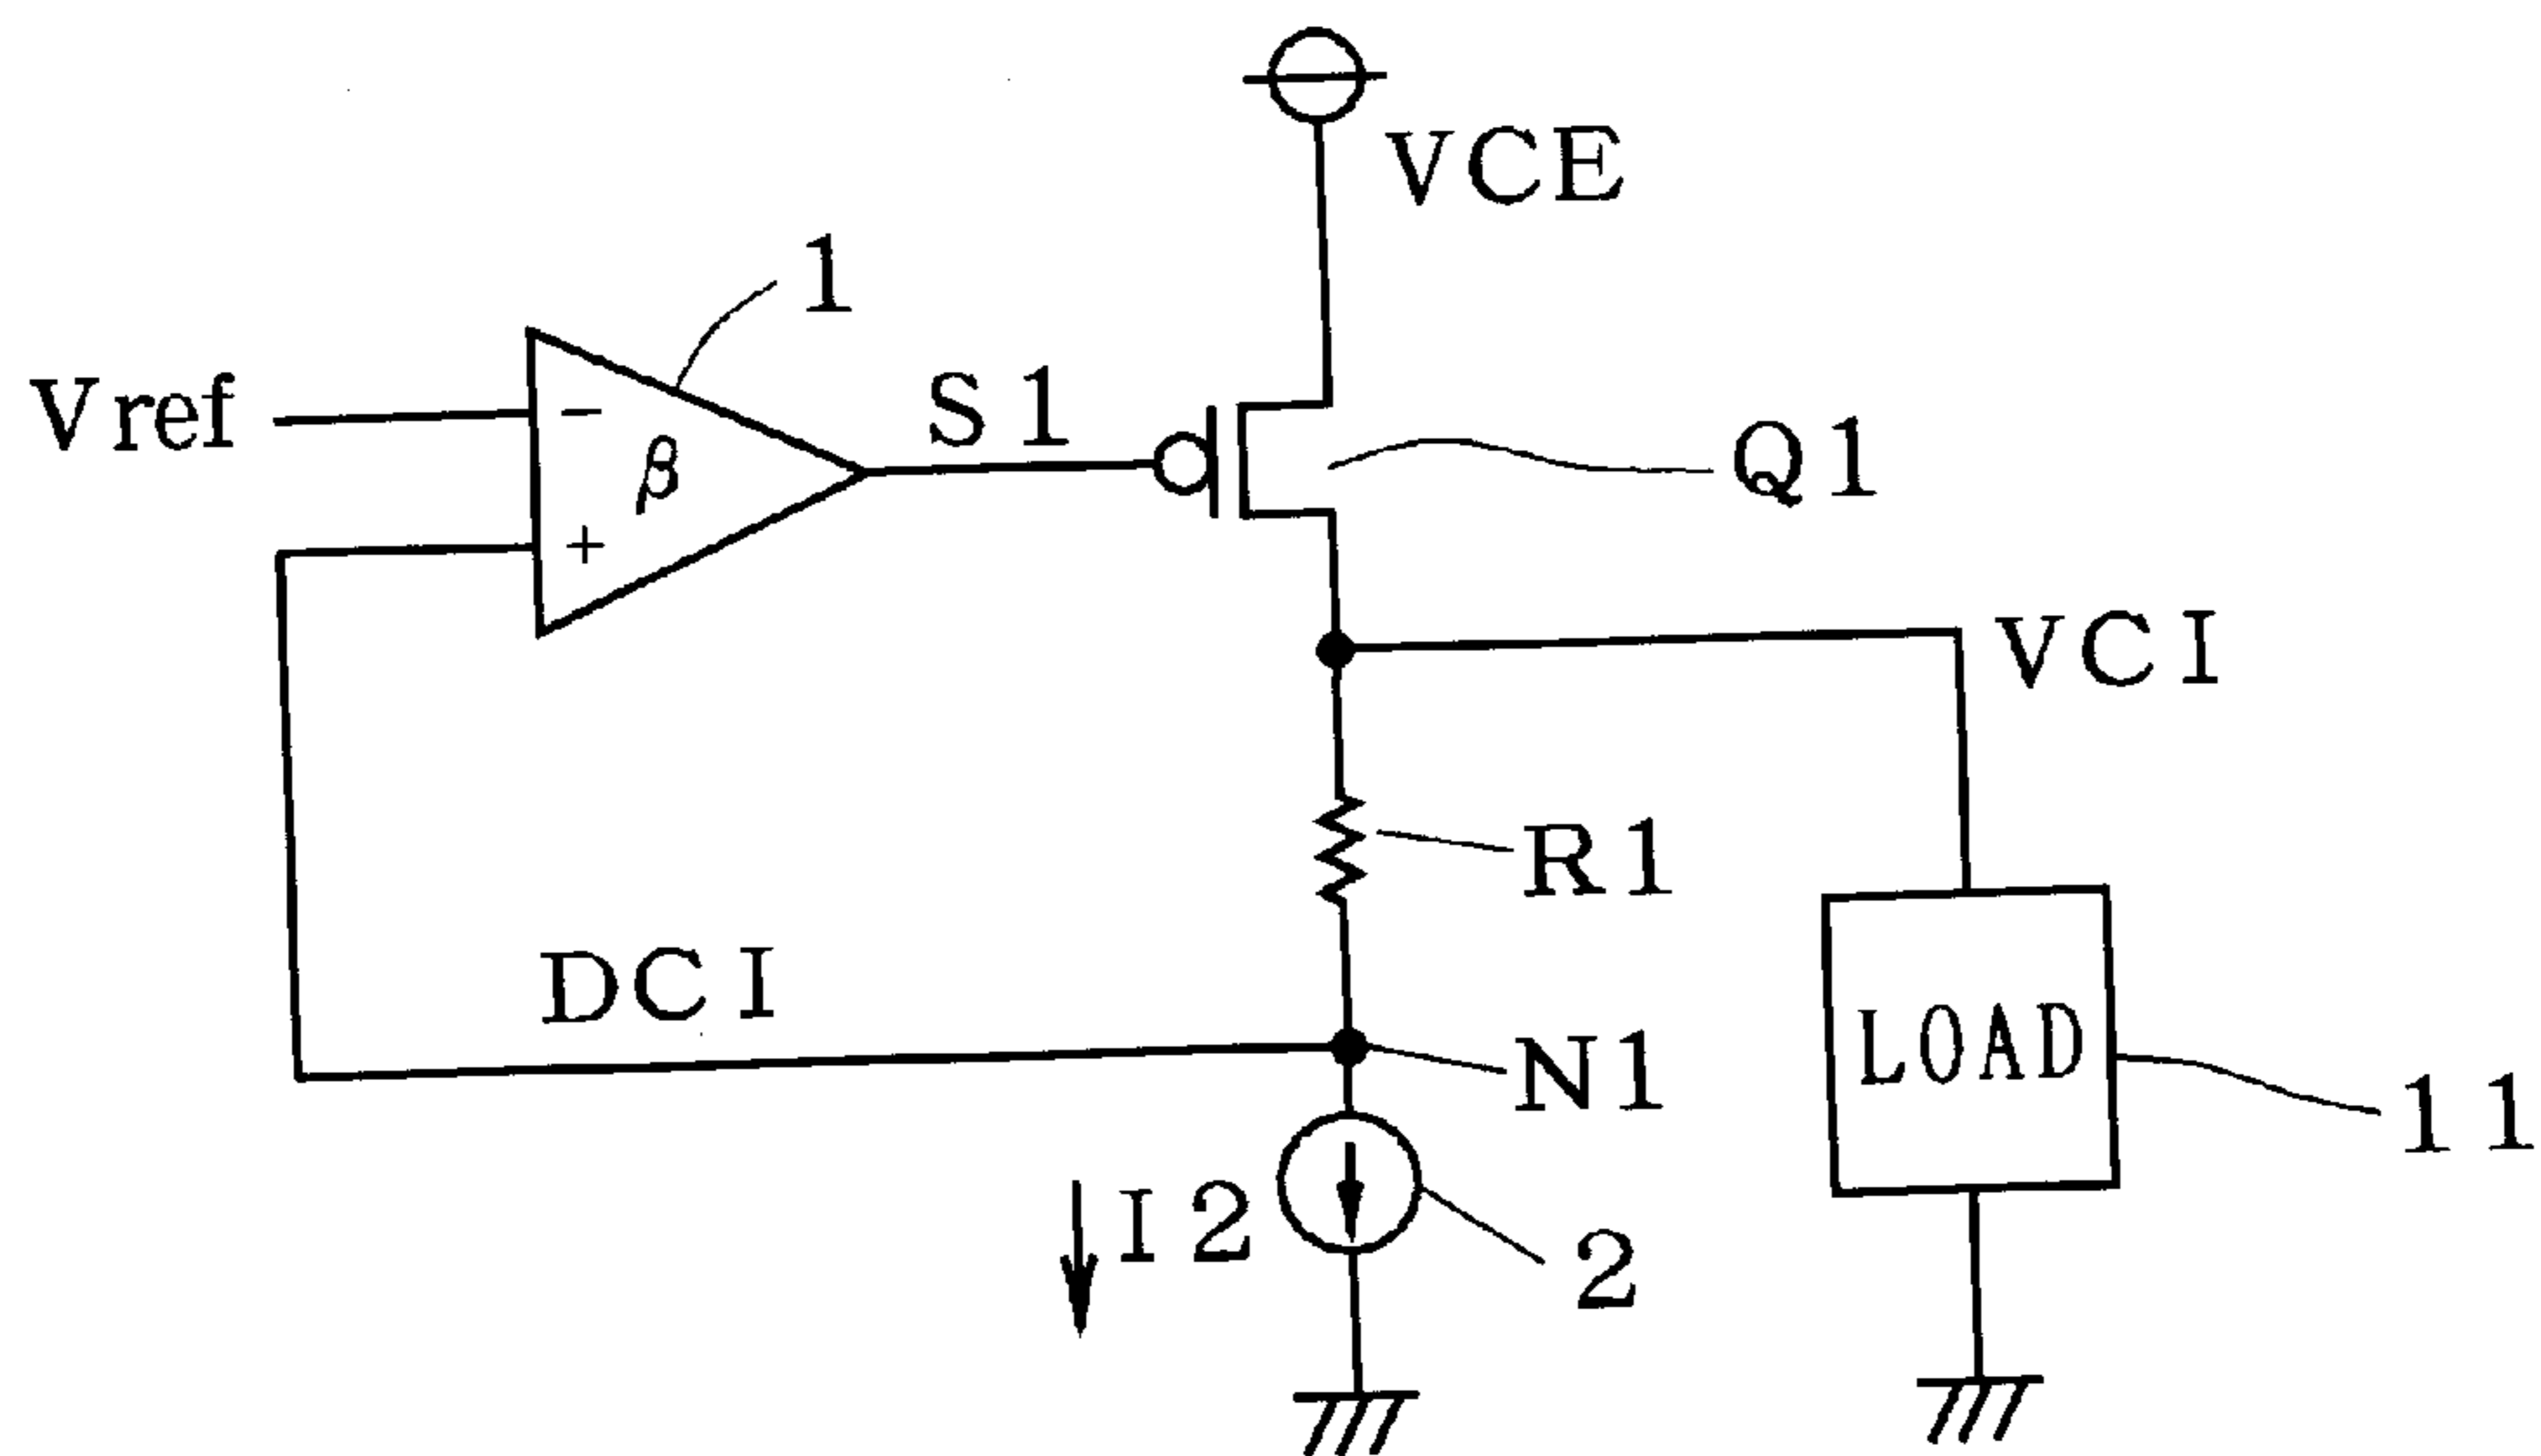 VCE
1
Vref
−
β
+
S1
Q1
VCI
R1
DCI
N1
LOAD
11
I2
2